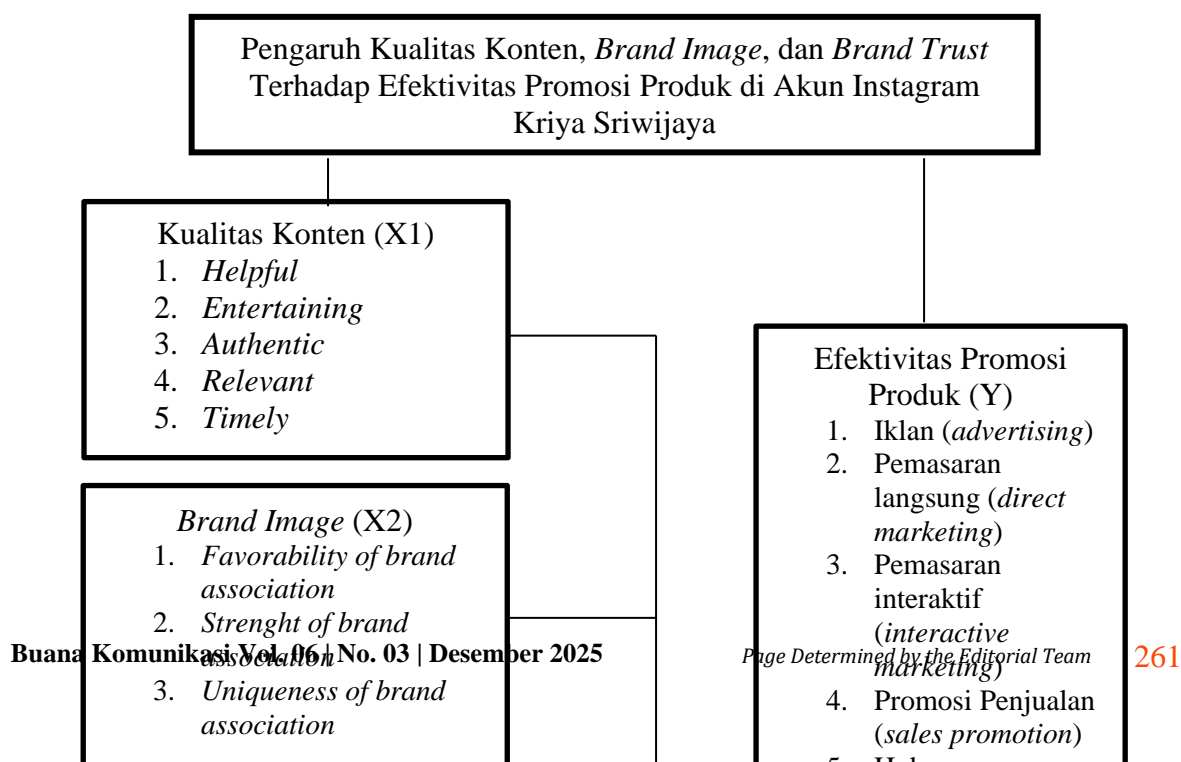 Pengaruh Kualitas Konten, Brand Image, dan Brand Trust
Terhadap Efektivitas Promosi Produk di Akun Instagram
Kriya Sriwijaya
Kualitas Konten (X1)
1. Helpful
2. Entertaining
3. Authentic
4. Relevant
5. Timely
Brand Image (X2)
1. Favorability of brand
association
2. Strenght of brand
association
3. Uniqueness of brand
association
Efektivitas Promosi
Produk (Y)
1. Iklan (advertising)
2. Pemasaran
langsung (direct
marketing)
3. Pemasaran
interaktif
(interactive
marketing)
4. Promosi Penjualan
(sales promotion)
Buana Komunikasi Vol. 06 | No. 03 | Desember 2025
Page Determined by the Editorial Team
261